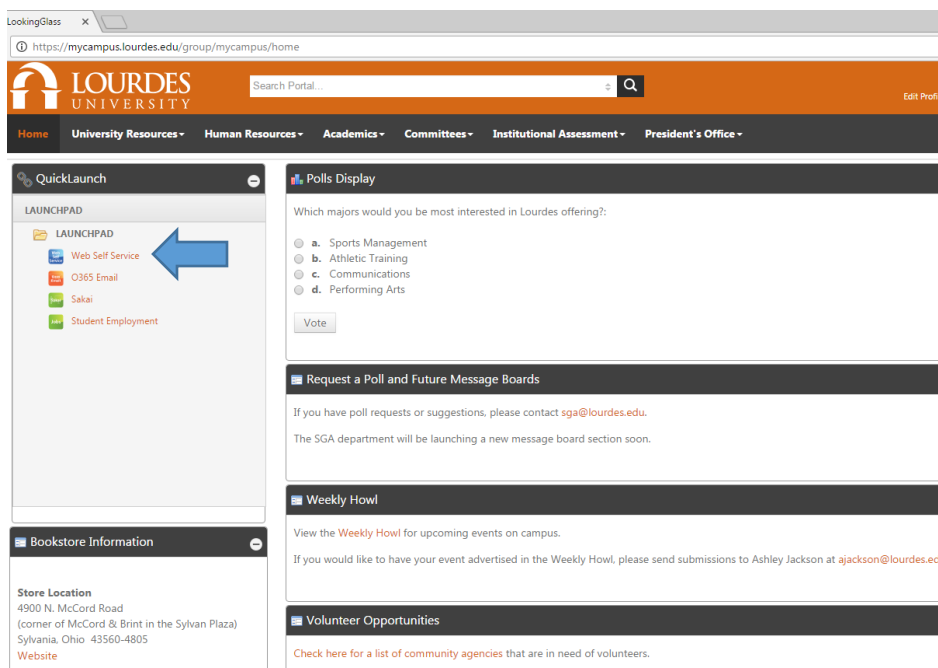 LookingGlass
https://mycampus.lourdes.edu/group/mycampus/home
LOURDES
UNIVERSITY
Search Portal...
Edit Profi
Home University Resources Human Resources Academics Committees Institutional Assessment President's Office
QuickLaunch
LAUNCHPAD
LAUNCHPAD
Web Self Service
O365 Email
Sakai
Student Employment
Polls Display
Which majors would you be most interested in Lourdes offering?:
a. Sports Management
b. Athletic Training
c. Communications
d. Performing Arts
Vote
Request a Poll and Future Message Boards
If you have poll requests or suggestions, please contact sga@lourdes.edu.
The SGA department will be launching a new message board section soon.
Weekly Howl
View the Weekly Howl for upcoming events on campus.
If you would like to have your event advertised in the Weekly Howl, please send submissions to Ashley Jackson at ajackson@lourdes.ec
Bookstore Information
Store Location
4900 N. McCord Road
(corner of McCord & Brint in the Sylvan Plaza)
Sylvania, Ohio 43560-4805
Website
Volunteer Opportunities
Check here for a list of community agencies that are in need of volunteers.